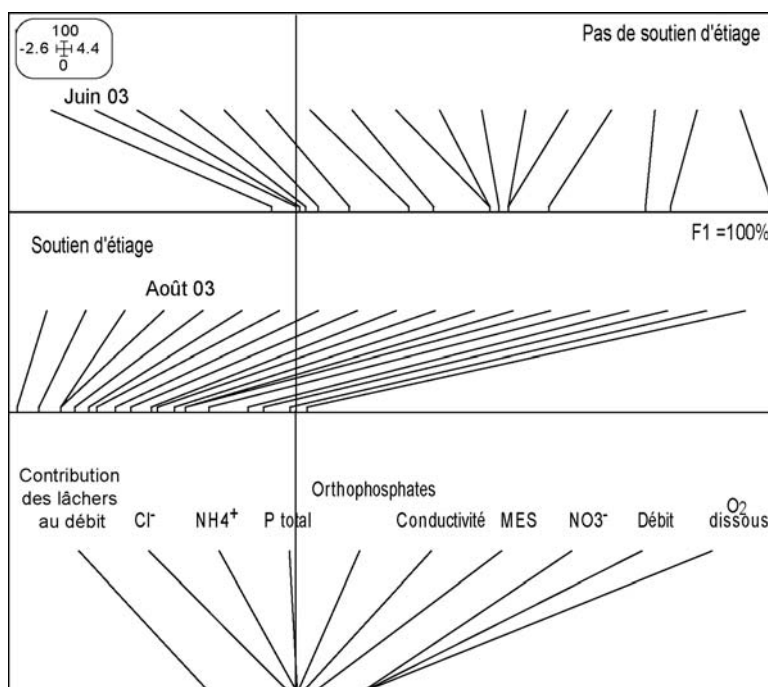 100
-2.6 4.4
0
Pas de soutien d'étiage
Juin 03
F1 =100%
Soutien d'étiage
Août 03
Contribution
des lâchers
au débit
Cl-
NH4+
P total
Orthophosphates
Conductivité
MES
NO3-
Débit
O2
dissous